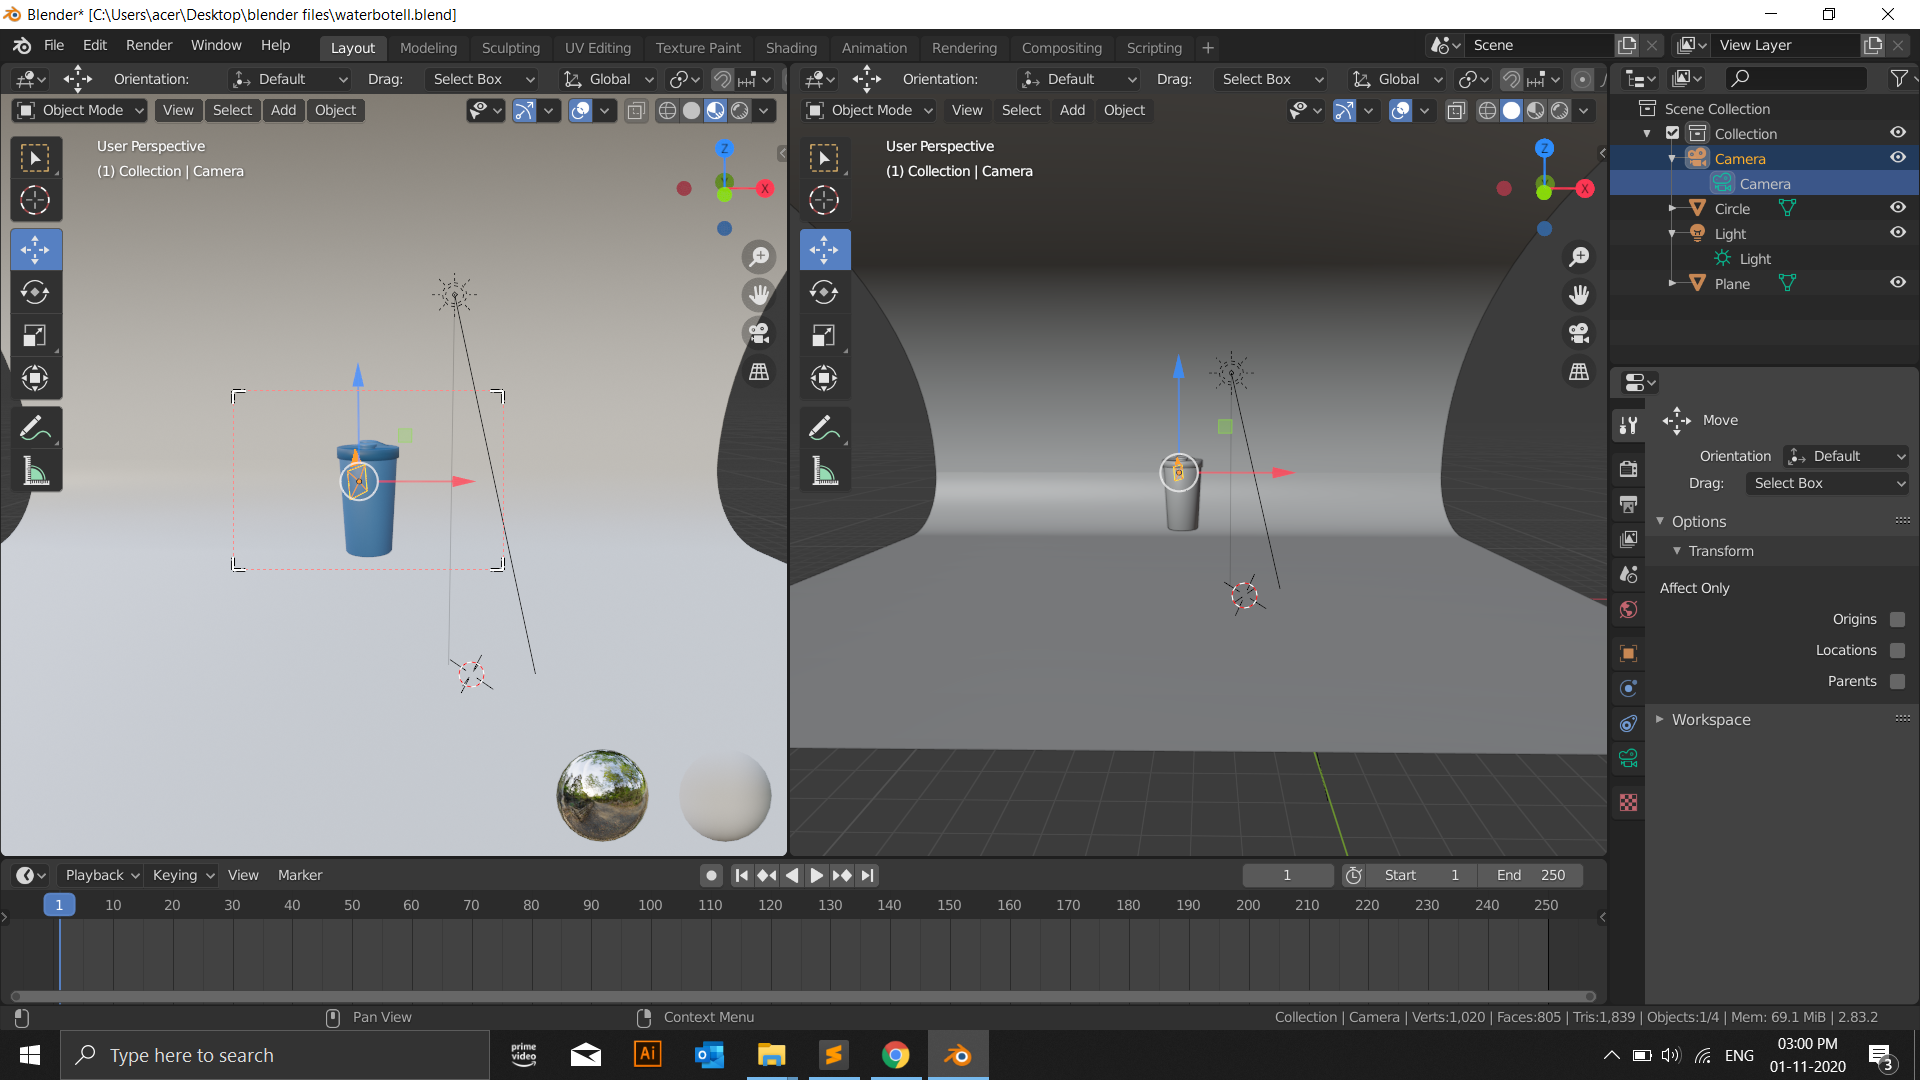 Blender* [C:\Users\acer\Desktop\blender files\waterbotell.blend]
File Edit Render Window Help Layout Modeling Sculpting UV Editing Texture Paint Shading Animation Rendering Compositing Scripting + Scene View Layer
Orientation: Default Drag: Select Box Global Orientation: Default Drag: Select Box Global
Object Mode View Select Add Object Object Mode View Select Add Object
User Perspective
(1) Collection | Camera
Z
X
User Perspective
(1) Collection | Camera
Z
X
Scene Collection
Collection
Camera
Camera
Circle
Light
Light
Plane
Move
Orientation Default
Drag: Select Box
Options
Transform
Affect Only
Origins
Locations
Parents
Workspace
Playback Keying View Marker 1 Start 1 End 250
1 10 20 30 40 50 60 70 80 90 100 110 120 130 140 150 160 170 180 190 200 210 220 230 240 250
Pan View Context Menu Collection | Camera | Verts:1,020 | Faces:805 | Tris:1,839 | Objects:1/4 | Mem: 69.1 MiB | 2.83.2
Type here to search
prime video
Ai
ENG
03:00 PM
01-11-2020
3